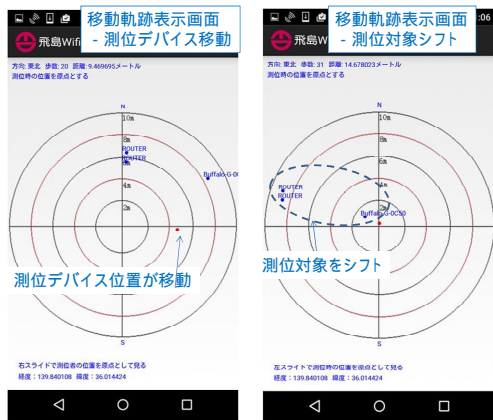 移動軌跡表示画面
- 測位デバイス移動
飛島Wifi
方向: 東北 歩数: 20 距離: 9.469695メートル
測位時の位置を原点とする
N
10m
8m
ROUTER
ROUTER
Buffalo-G-0
4m
2m
測位デバイス位置が移動
S
右スライドで測位者の位置を原点として見る
経度：139.840108 緯度：36.014424
移動軌跡表示画面
- 測位対象シフト
:06
飛島W
方向: 東北 歩数: 31 距離: 14.678023メートル
測位時の位置を原点とする
N
10m
8m
6m
ROUTER
ROUTER
4m
2m
Buffalo-G-0C50
測位対象をシフト
S
左スライドで測位時の位置を原点として見る
経度：139.840108 緯度：36.014424